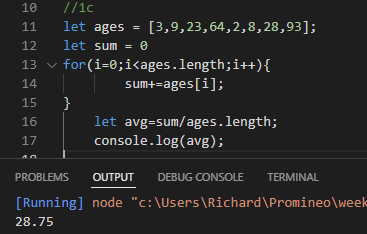 10 //1c
11 let ages = [3,9,23,64,2,8,28,93];
12 let sum = 0
13 for(i=0;i<ages.length;i++){
14 sum+=ages[i];
15 }
16 let avg=sum/ages.length;
17 console.log(avg);
18
PROBLEMS OUTPUT DEBUG CONSOLE TERMINAL
[Running] node "c:\Users\Richard\Promineo\week
28.75